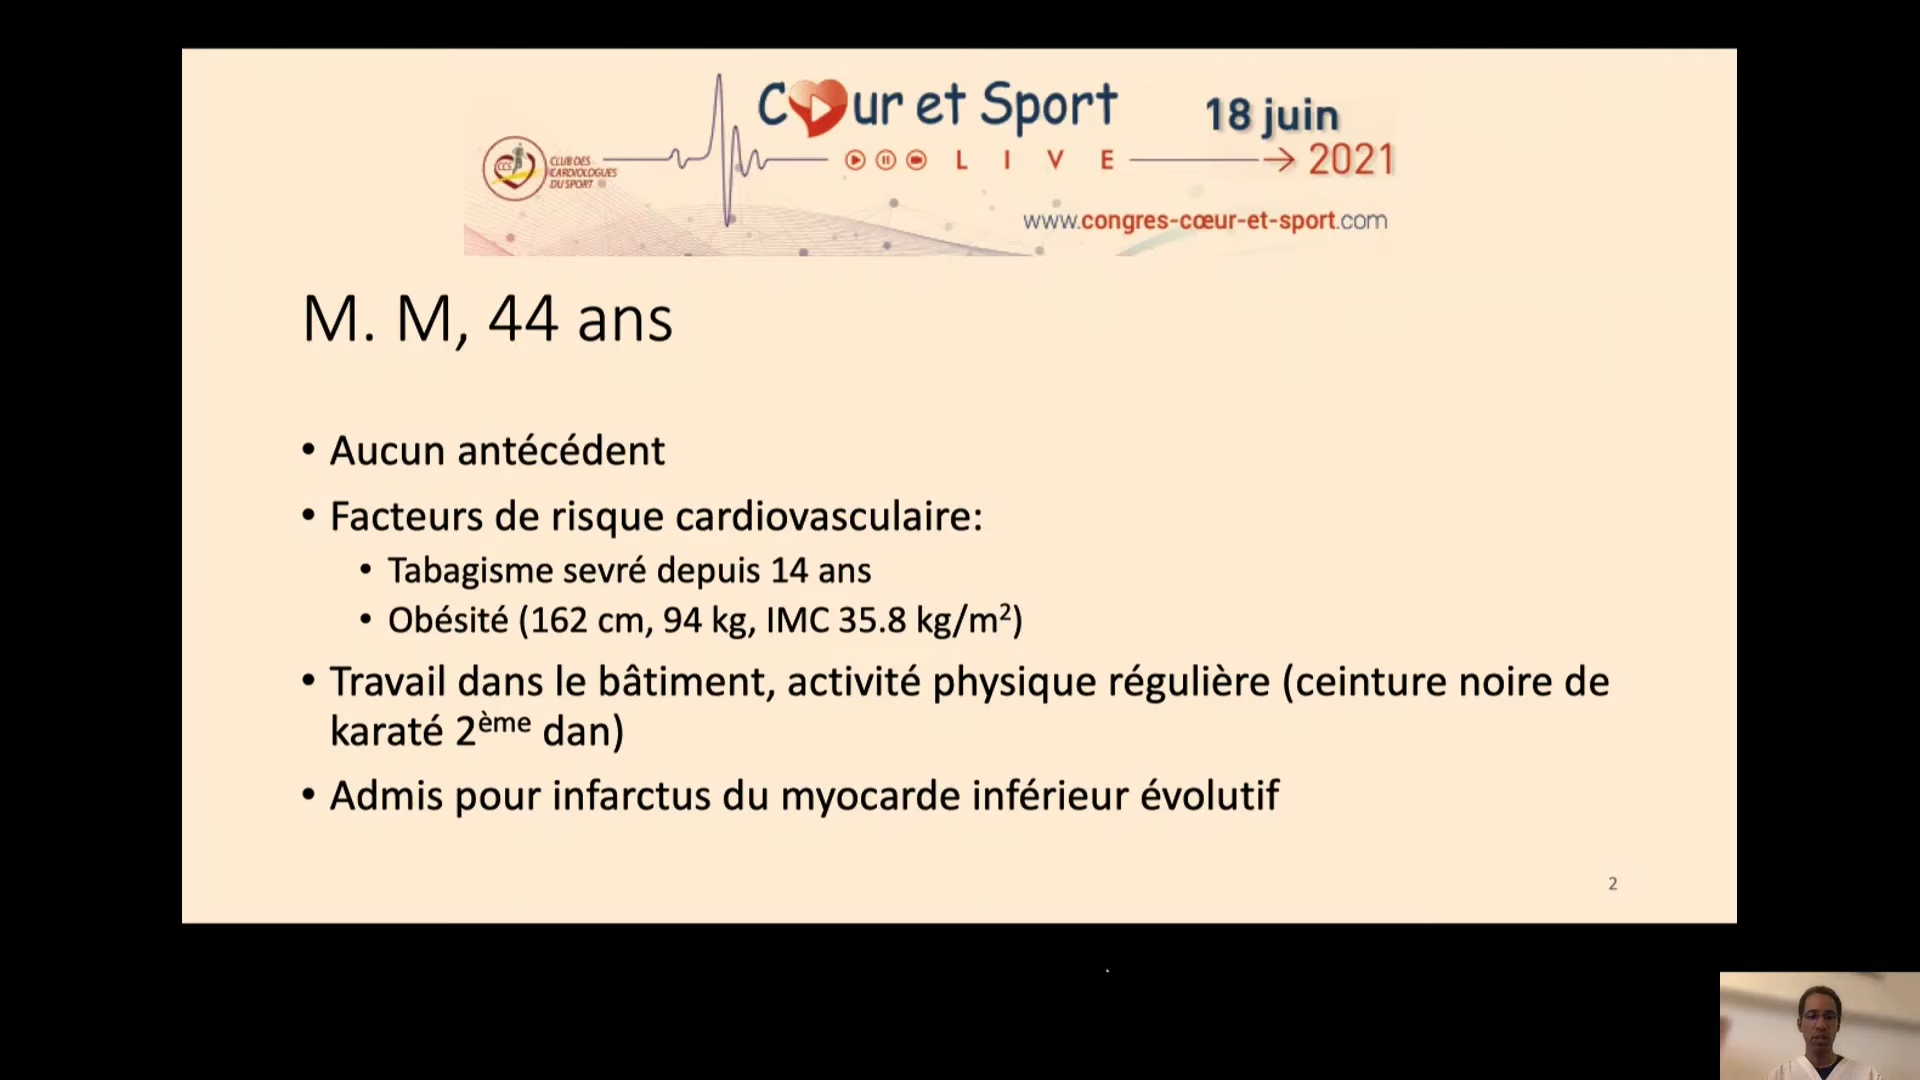 Cœur et Sport
18 juin
CCS
CLUB DES
CARDIOLOGUES
DU SPORT
LIVE
2021
www.congres-cœur-et-sport.com
M. M, 44 ans
• Aucun antécédent
• Facteurs de risque cardiovasculaire:
• Tabagisme sevré depuis 14 ans
• Obésité (162 cm, 94 kg, IMC 35.8 kg/m²)
• Travail dans le bâtiment, activité physique régulière (ceinture noire de
karaté 2ème dan)
• Admis pour infarctus du myocarde inférieur évolutif
2